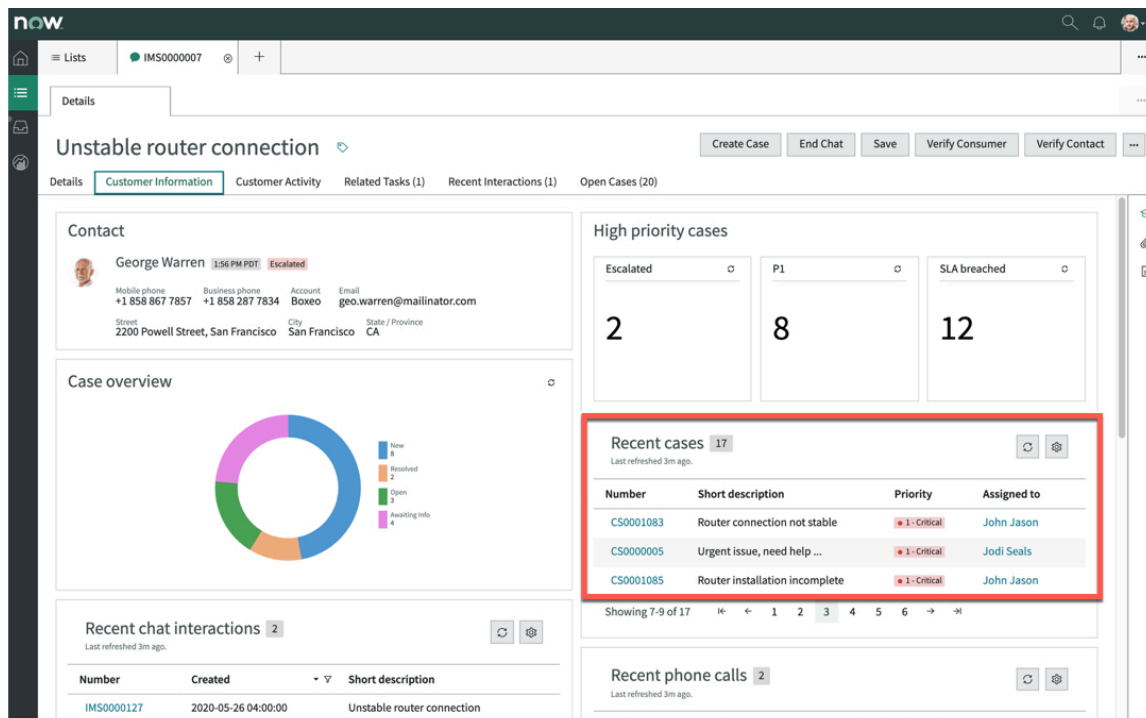 now.
Lists
IMS0000007
Details
Unstable router connection
Create Case
End Chat
Save
Verify Consumer
Verify Contact
Details
Customer Information
Customer Activity
Related Tasks (1)
Recent Interactions (1)
Open Cases (20)
Contact
George Warren 1:56 PM PDT Escalated
Mobile phone Business phone Account Email
+1 858 867 7857 +1 858 287 7834 Boxeo geo.warren@mailinator.com
Street City State / Province
2200 Powell Street, San Francisco San Francisco CA
Case overview
New
8
Resolved
2
Open
3
Awaiting Info
4
Recent chat interactions 2
Last refreshed 3m ago.
Number Created Short description
IMS0000127 2020-05-26 04:00:00 Unstable router connection
High priority cases
Escalated
2
P1
8
SLA breached
12
Recent cases 17
Last refreshed 3m ago.
Number Short description Priority Assigned to
CS0001083 Router connection not stable 1 - Critical John Jason
CS0000005 Urgent issue, need help ... 1 - Critical Jodi Seals
CS0001085 Router installation incomplete 1 - Critical John Jason
Showing 7-9 of 17 1 2 3 4 5 6
Recent phone calls 2
Last refreshed 3m ago.